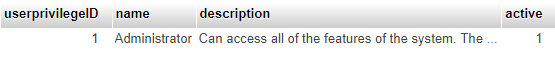 userprivilegeID name description active
1 Administrator Can access all of the features of the system. The ... 1